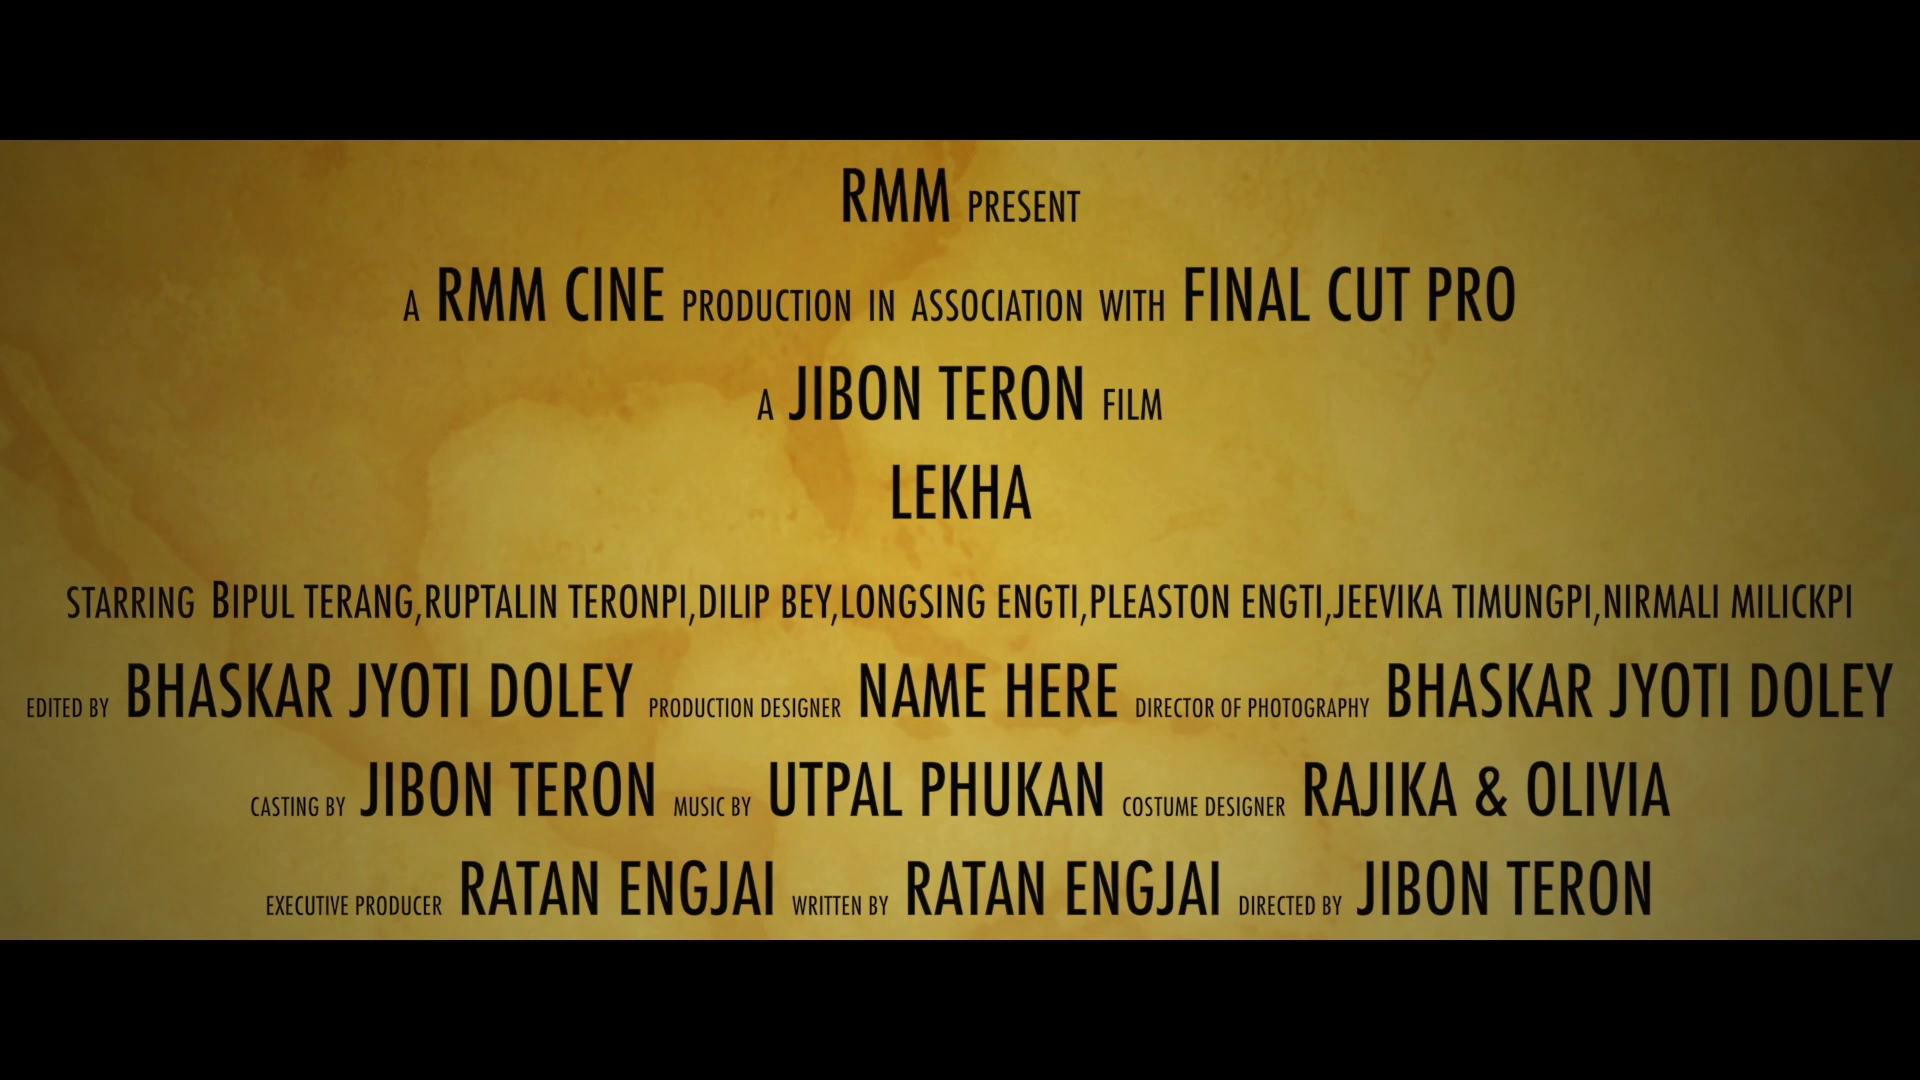 RMM PRESENT
A RMM CINE PRODUCTION IN ASSOCIATION WITH FINAL CUT PRO
A JIBON TERON FILM
LEKHA
STARRING BIPUL TERANG,RUPTALIN TERONPI,DILIP BEY,LONGSING ENGTI,PLEASTON ENGTI,JEEVIKA TIMUNGPI,NIRMALI MILICKPI
EDITED BY BHASKAR JYOTI DOLEY PRODUCTION DESIGNER NAME HERE DIRECTOR OF PHOTOGRAPHY BHASKAR JYOTI DOLEY
CASTING BY JIBON TERON MUSIC BY UTPAL PHUKAN COSTUME DESIGNER RAJIKA & OLIVIA
EXECUTIVE PRODUCER RATAN ENGJAI WRITTEN BY RATAN ENGJAI DIRECTED BY JIBON TERON